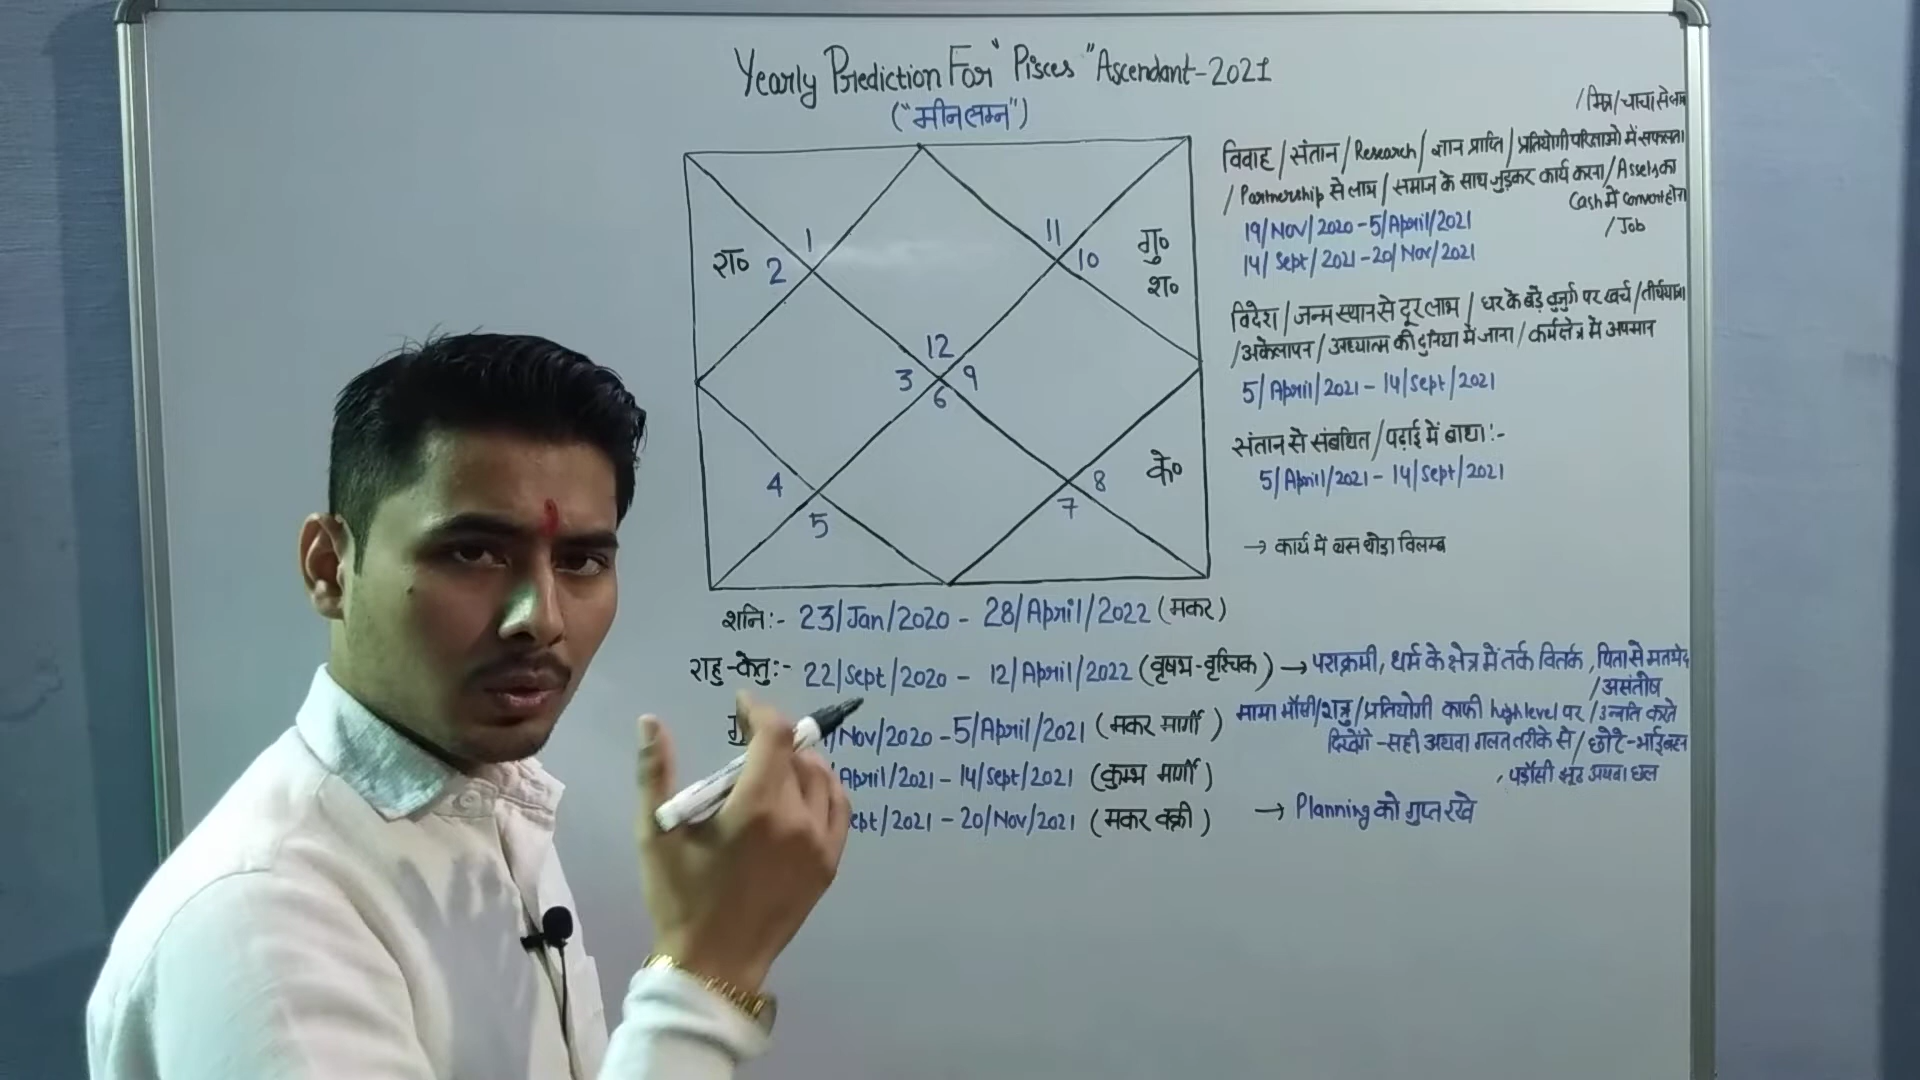 Yearly Prediction For "Pisces" Ascendant-2021
("मीन लग्न")
1
रा० 2
11
10 गु०
श०
12
3 9
6
4
5
8 के०
7
/मित्र/चाचा से लाभ
विवाह/संतान/Research/ज्ञान प्राप्ति/प्रतियोगी परिक्षाओ में सफलता
/Partnership से लाभ/समाज के साथ जुड़कर कार्य करना/Assets का
Cash में convert होना
19/Nov/2020-5/April/2021
/Job
14/Sept/2021-20/Nov/2021
विदेश/जन्म स्थान से दूर लाभ/घर के बड़े वुजुर्ग पर खर्च/तीर्थयात्रा
/अकेलापन/अध्यात्म की दुनिया में जाना/कर्मक्षेत्र में अपमान
5/April/2021-14/Sept/2021
संतान से संबधित/पढ़ाई में बाधा:-
5/April/2021-14/Sept/2021
→ कार्य में बस थोड़ा विलम्ब
शनि:- 23/Jan/2020 - 28/April/2022 (मकर)
राहु-केतु:- 22/Sept/2020 - 12/April/2022 (वृषभ-वृश्चिक) → पराक्रमी, धर्म के क्षेत्र में तर्क वितर्क, पिता से मतभेद
/असंतोष
/Nov/2020 -5/April/2021 (मकर मार्गी)
मामा मौसी/शत्रु/प्रतियोगी काफी high level पर/उन्नति करते
दिखेंगे -सही अथवा गलत तरीके से/छोटे-भाई बहन
April/2021-14/Sept/2021 (कुम्भ मार्गी)
, पड़ौसी झूठ अथवा छल
ept/2021-20/Nov/2021 (मकर वक्री)
→ Planning को गुप्त रखे